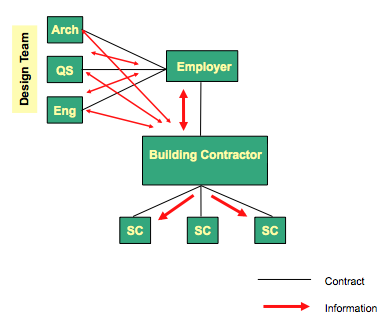 Design Team
Arch
QS
Eng
Employer
Building Contractor
SC
SC
SC
Contract
Information